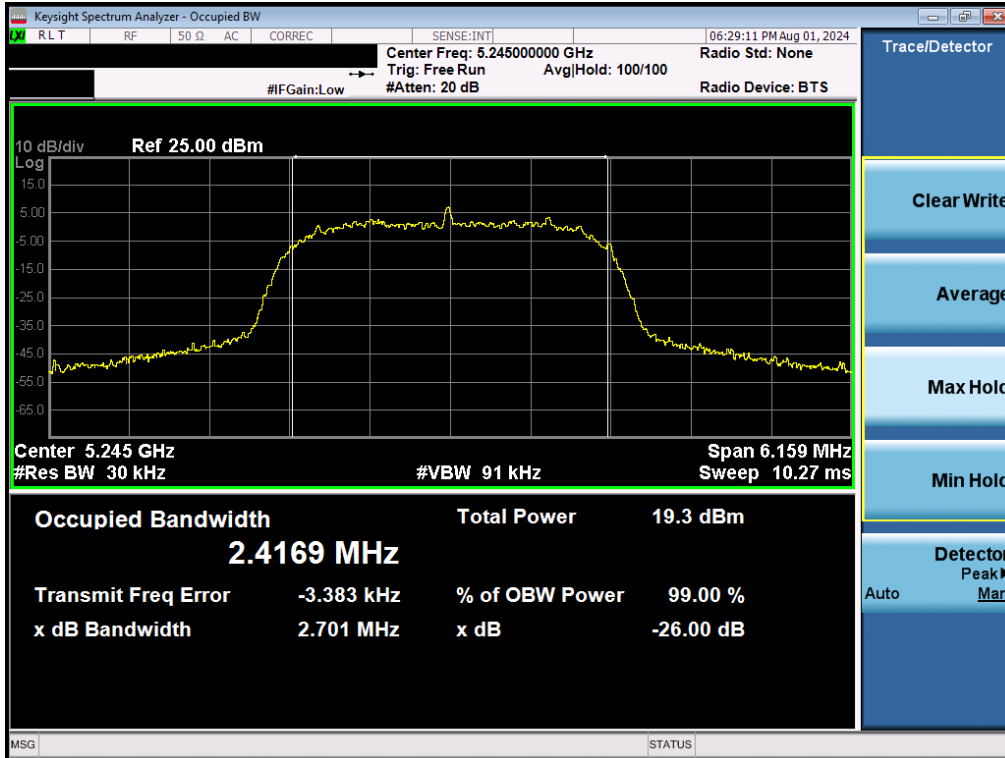 Keysight Spectrum Analyzer - Occupied BW
LXI RLT RF 50 Ω AC CORREC SENSE:INT 06:29:11 PM Aug 01, 2024
Center Freq: 5.245000000 GHz Radio Std: None
Trig: Free Run Avg|Hold: 100/100
#IFGain:Low #Atten: 20 dB Radio Device: BTS
10 dB/div Ref 25.00 dBm
Log
15.0
5.00
-5.00
-15.0
-25.0
-35.0
-45.0
-55.0
-65.0
Center 5.245 GHz Span 6.159 MHz
#Res BW 30 kHz #VBW 91 kHz Sweep 10.27 ms
Occupied Bandwidth Total Power 19.3 dBm
2.4169 MHz
Transmit Freq Error -3.383 kHz % of OBW Power 99.00 %
x dB Bandwidth 2.701 MHz x dB -26.00 dB
MSG STATUS
Trace/Detector
Clear Write
Average
Max Hold
Min Hold
Detector
Peak▶
Auto Man